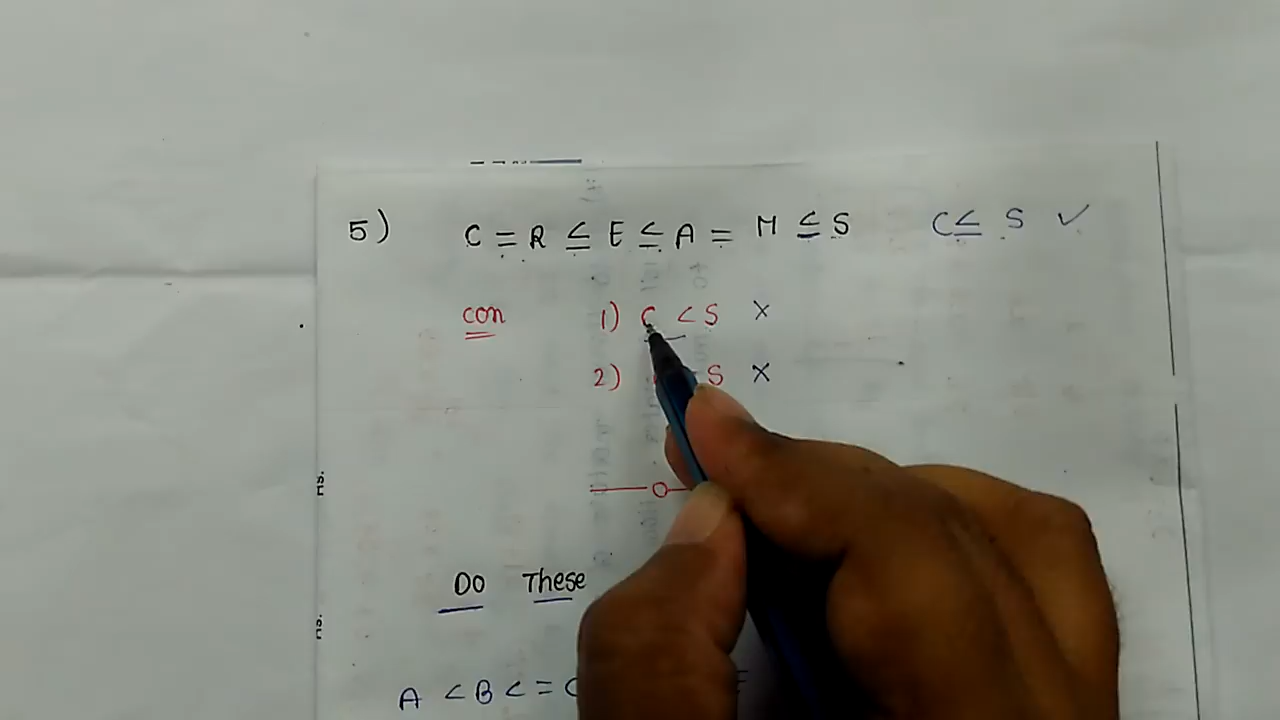 5) C = R ≤ E ≤ A = M ≤ S C ≤ S ✓
con 1) C < S X
2) S X
Do These
A < B < = C